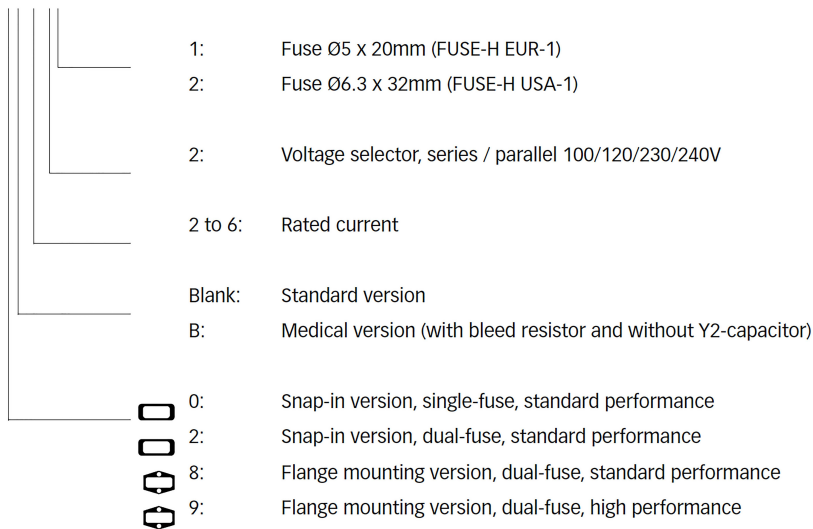 1: Fuse Ø5 x 20mm (FUSE-H EUR-1)
2: Fuse Ø6.3 x 32mm (FUSE-H USA-1)
2: Voltage selector, series / parallel 100/120/230/240V
2 to 6: Rated current
Blank: Standard version
B: Medical version (with bleed resistor and without Y2-capacitor)
0: Snap-in version, single-fuse, standard performance
2: Snap-in version, dual-fuse, standard performance
8: Flange mounting version, dual-fuse, standard performance
9: Flange mounting version, dual-fuse, high performance